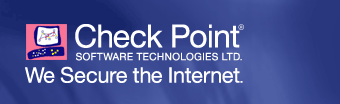 Check Point®
SOFTWARE TECHNOLOGIES LTD.
We Secure the Internet.